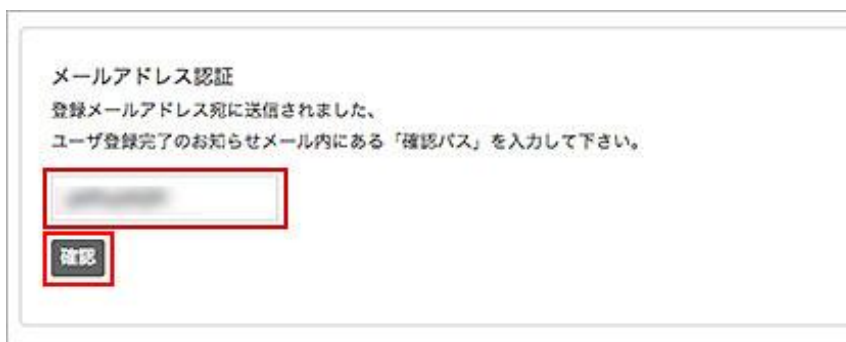 メールアドレス認証
登録メールアドレス宛に送信されました、
ユーザ登録完了のお知らせメール内にある「確認パス」を入力して下さい。
確認